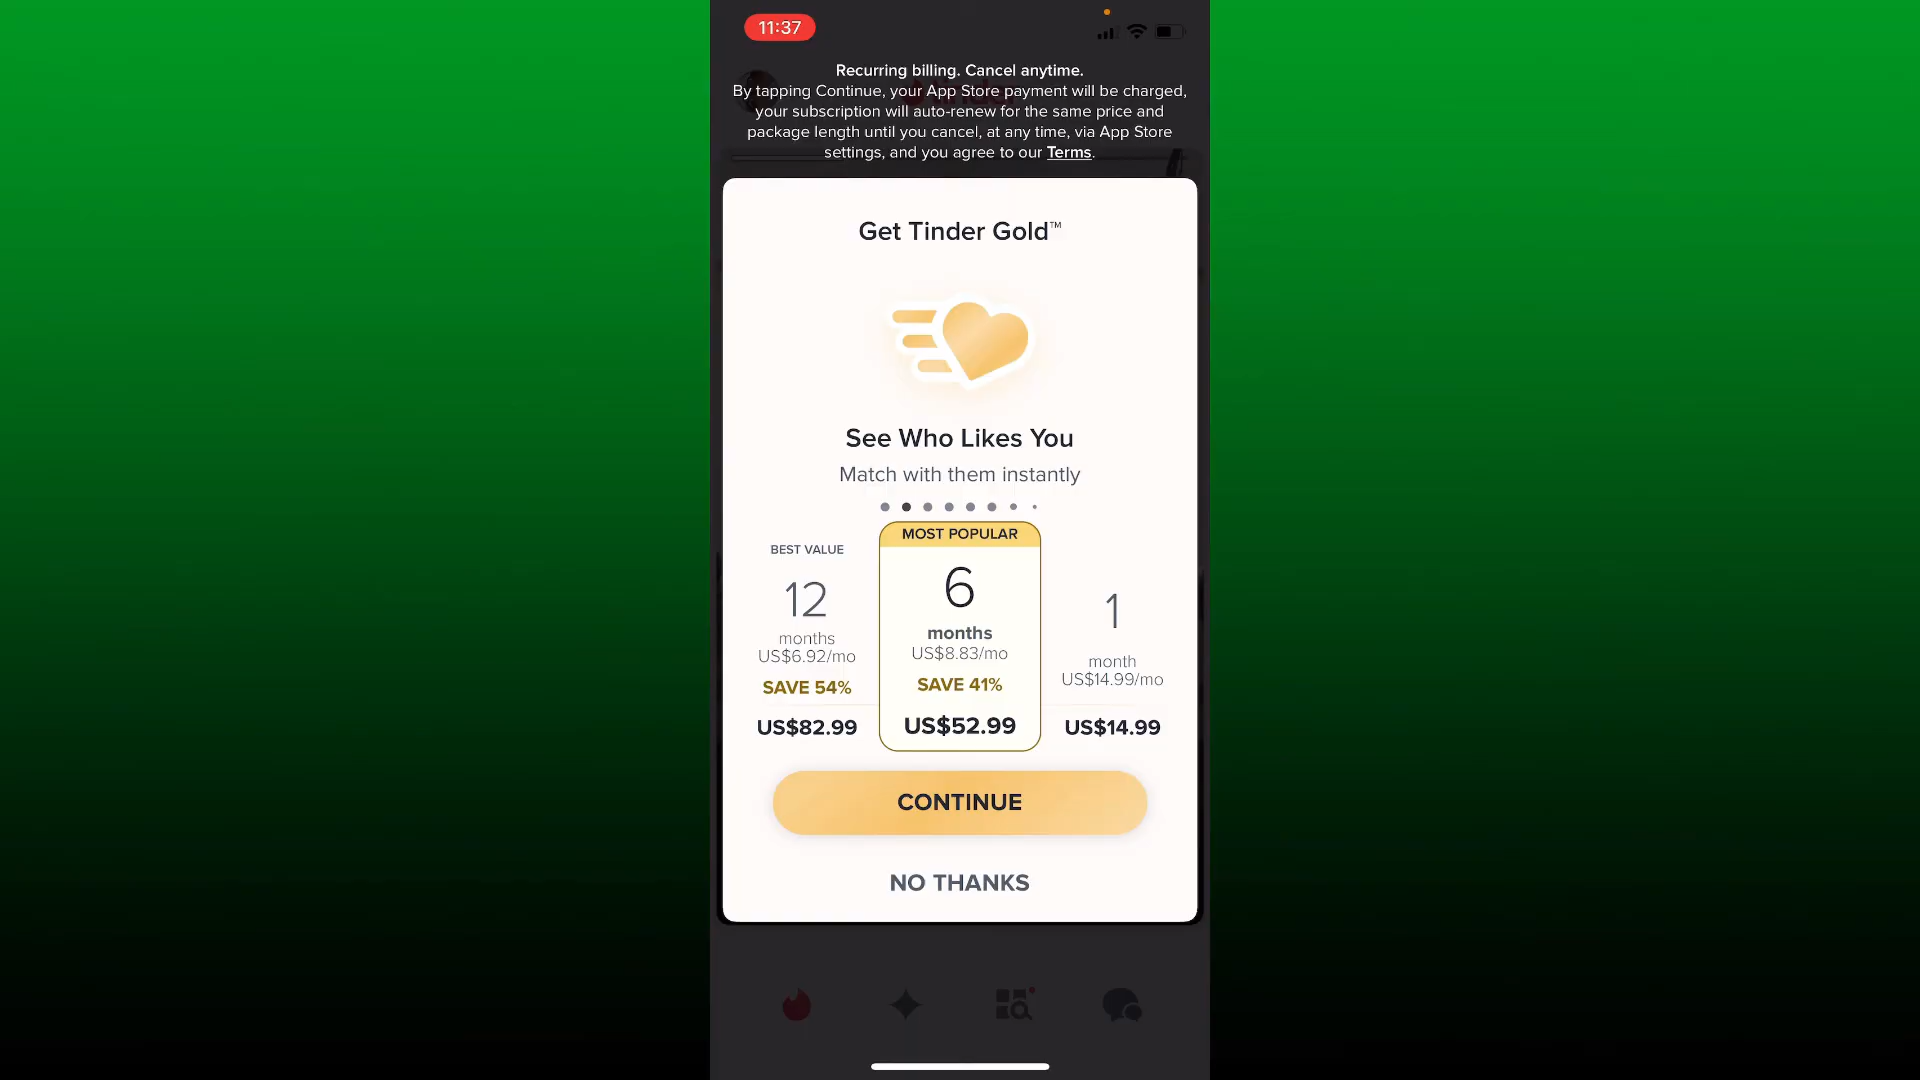 11:37
Recurring billing. Cancel anytime.
By tapping Continue, your App Store payment will be charged,
your subscription will auto-renew for the same price and
package length until you cancel, at any time, via App Store
settings, and you agree to our Terms.
tinder
Get Tinder Gold™
See Who Likes You
Match with them instantly
BEST VALUE
12
months
US$6.92/mo
SAVE 54%
US$82.99
MOST POPULAR
6
months
US$8.83/mo
SAVE 41%
US$52.99
1
month
US$14.99/mo
US$14.99
CONTINUE
NO THANKS